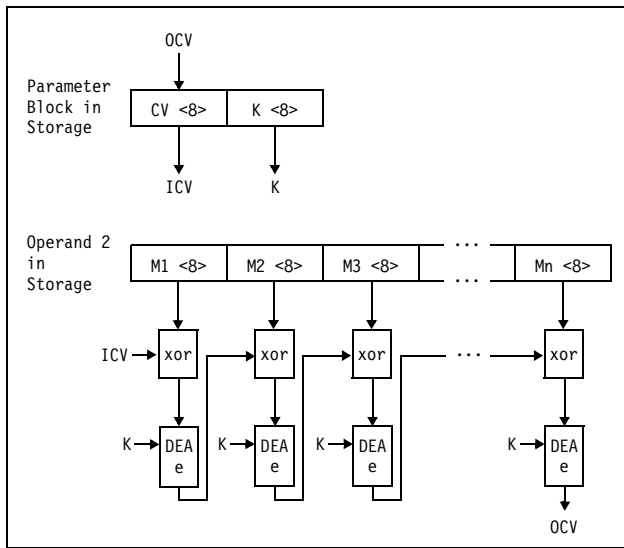 OCV
Parameter
Block in
Storage
CV <8> K <8>
ICV K
Operand 2
in
Storage
M1 <8> M2 <8> M3 <8> ... Mn <8>
...
ICV xor xor xor ... xor
K DEA e K DEA e K DEA e K DEA e
OCV